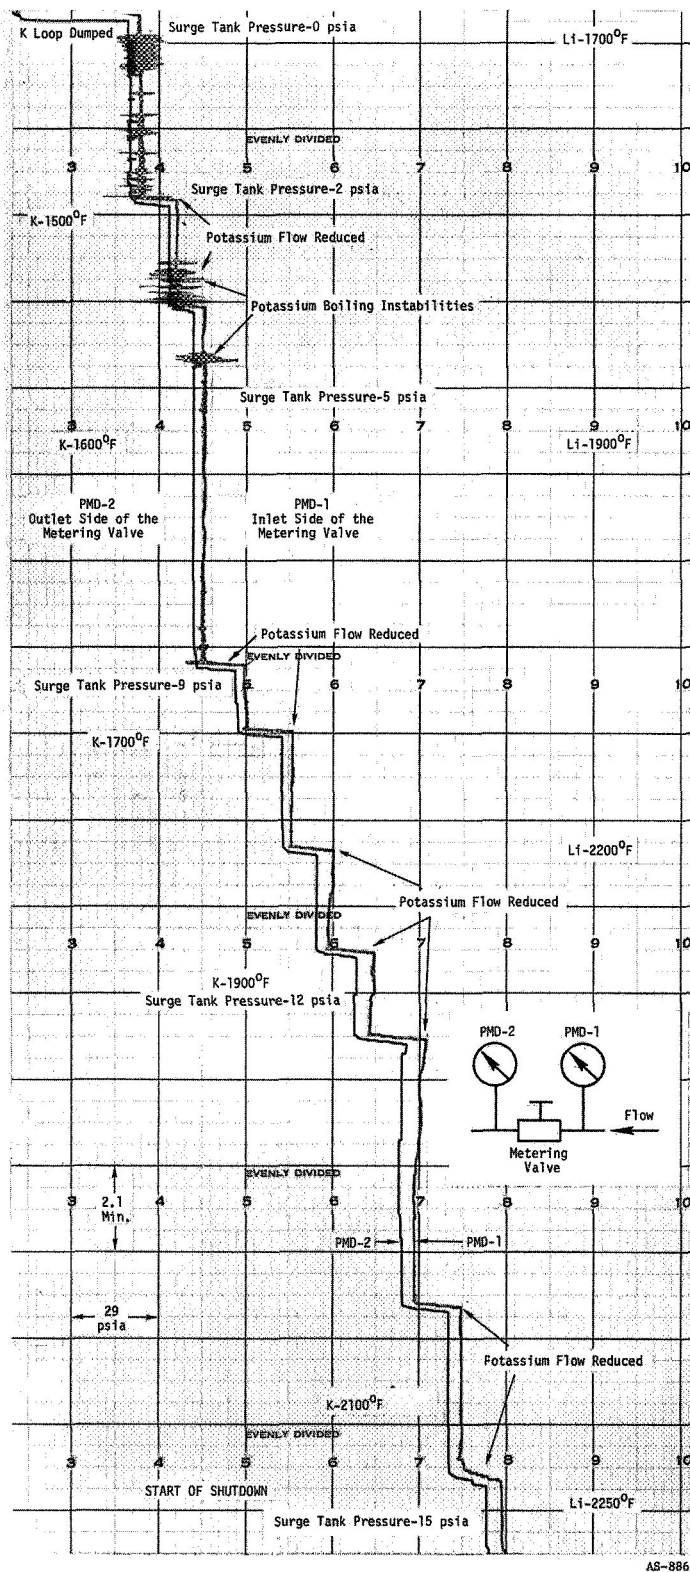 Surge Tank Pressure-0 psia
K Loop Dumped
Li-1700°F
EVENLY DIVIDED
3 4 5 6 7 8 9 10
Surge Tank Pressure-2 psia
K-1500°F
Potassium Flow Reduced
Potassium Boiling Instabilities
Surge Tank Pressure-5 psia
3 4 5 6 7 8 9 10
K-1600°F
Li-1900°F
PMD-2
Outlet Side of the
Metering Valve
PMD-1
Inlet Side of the
Metering Valve
Potassium Flow Reduced
EVENLY DIVIDED
Surge Tank Pressure-9 psia
5 6 7 8 9 10
K-1700°F
Li-2200°F
Potassium Flow Reduced
EVENLY DIVIDED
3 4 5 6 7 8 9 10
K-1900°F
Surge Tank Pressure-12 psia
PMD-2
PMD-1
Flow
Metering
Valve
EVENLY DIVIDED
3 4 5 6 7 8 9 10
2.1
Min.
PMD-2
PMD-1
29
psia
Potassium Flow Reduced
K-2100°F
EVENLY DIVIDED
3 4 5 6 7 8 9 10
START OF SHUTDOWN
Li-2250°F
Surge Tank Pressure-15 psia
AS-886